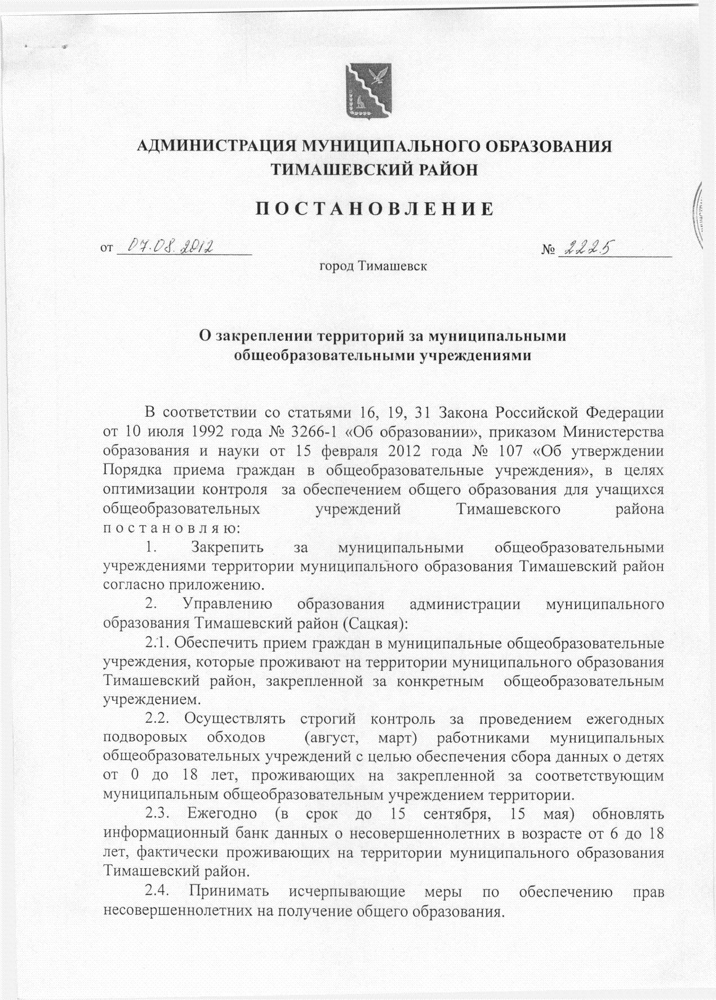 АДМИНИСТРАЦИЯ МУНИЦИПАЛЬНОГО ОБРАЗОВАНИЯ
ТИМАШЕВСКИЙ РАЙОН
П О С Т А Н О В Л Е Н И Е
от 07.08.2012 № 2225
город Тимашевск
О закреплении территорий за муниципальными
общеобразовательными учреждениями
В соответствии со статьями 16, 19, 31 Закона Российской Федерации
от 10 июля 1992 года № 3266-1 «Об образовании», приказом Министерства
образования и науки от 15 февраля 2012 года № 107 «Об утверждении
Порядка приема граждан в общеобразовательные учреждения», в целях
оптимизации контроля за обеспечением общего образования для учащихся
общеобразовательных учреждений Тимашевского района
п о с т а н о в л я ю:
1. Закрепить за муниципальными общеобразовательными
учреждениями территории муниципального образования Тимашевский район
согласно приложению.
2. Управлению образования администрации муниципального
образования Тимашевский район (Сацкая):
2.1. Обеспечить прием граждан в муниципальные общеобразовательные
учреждения, которые проживают на территории муниципального образования
Тимашевский район, закрепленной за конкретным общеобразовательным
учреждением.
2.2. Осуществлять строгий контроль за проведением ежегодных
подворовых обходов (август, март) работниками муниципальных
общеобразовательных учреждений с целью обеспечения сбора данных о детях
от 0 до 18 лет, проживающих на закрепленной за соответствующим
муниципальным общеобразовательным учреждением территории.
2.3. Ежегодно (в срок до 15 сентября, 15 мая) обновлять
информационный банк данных о несовершеннолетних в возрасте от 6 до 18
лет, фактически проживающих на территории муниципального образования
Тимашевский район.
2.4. Принимать исчерпывающие меры по обеспечению прав
несовершеннолетних на получение общего образования.